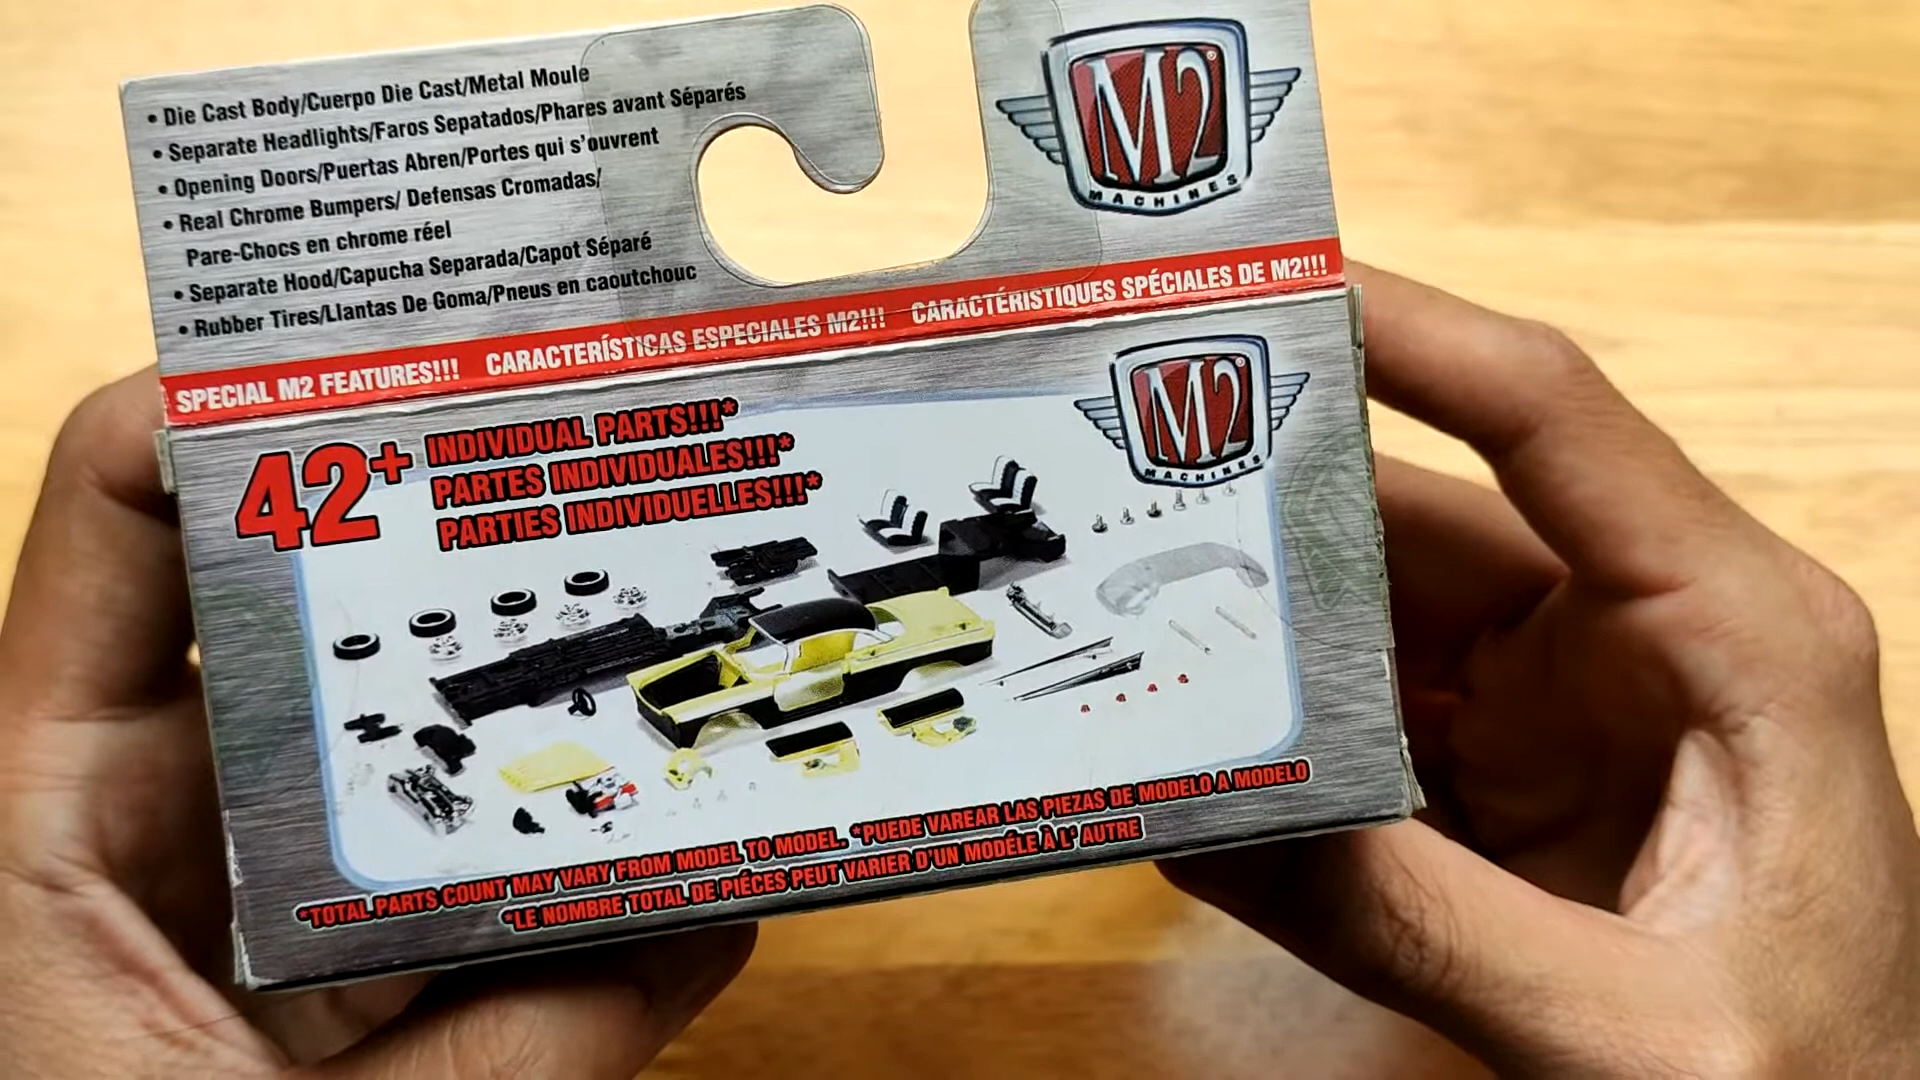 • Die Cast Body/Cuerpo Die Cast/Metal Moule
• Separate Headlights/Faros Sepatados/Phares avant Séparés
• Opening Doors/Puertas Abren/Portes qui s'ouvrent
• Real Chrome Bumpers/ Defensas Cromadas/
Pare-Chocs en chrome réel
• Separate Hood/Capucha Separada/Capot Séparé
• Rubber Tires/Llantas De Goma/Pneus en caoutchouc
M2®
MACHINES
SPECIAL M2 FEATURES!!! CARACTERÍSTICAS ESPECIALES M2!!! CARACTÉRISTIQUES SPÉCIALES DE M2!!!
42+ INDIVIDUAL PARTS!!!*
PARTES INDIVIDUALES!!!*
PARTIES INDIVIDUELLES!!!*
M2®
MACHINES
*TOTAL PARTS COUNT MAY VARY FROM MODEL TO MODEL. *PUEDE VAREAR LAS PIEZAS DE MODELO A MODELO
*LE NOMBRE TOTAL DE PIÉCES PEUT VARIER D'UN MODÉLE À L' AUTRE